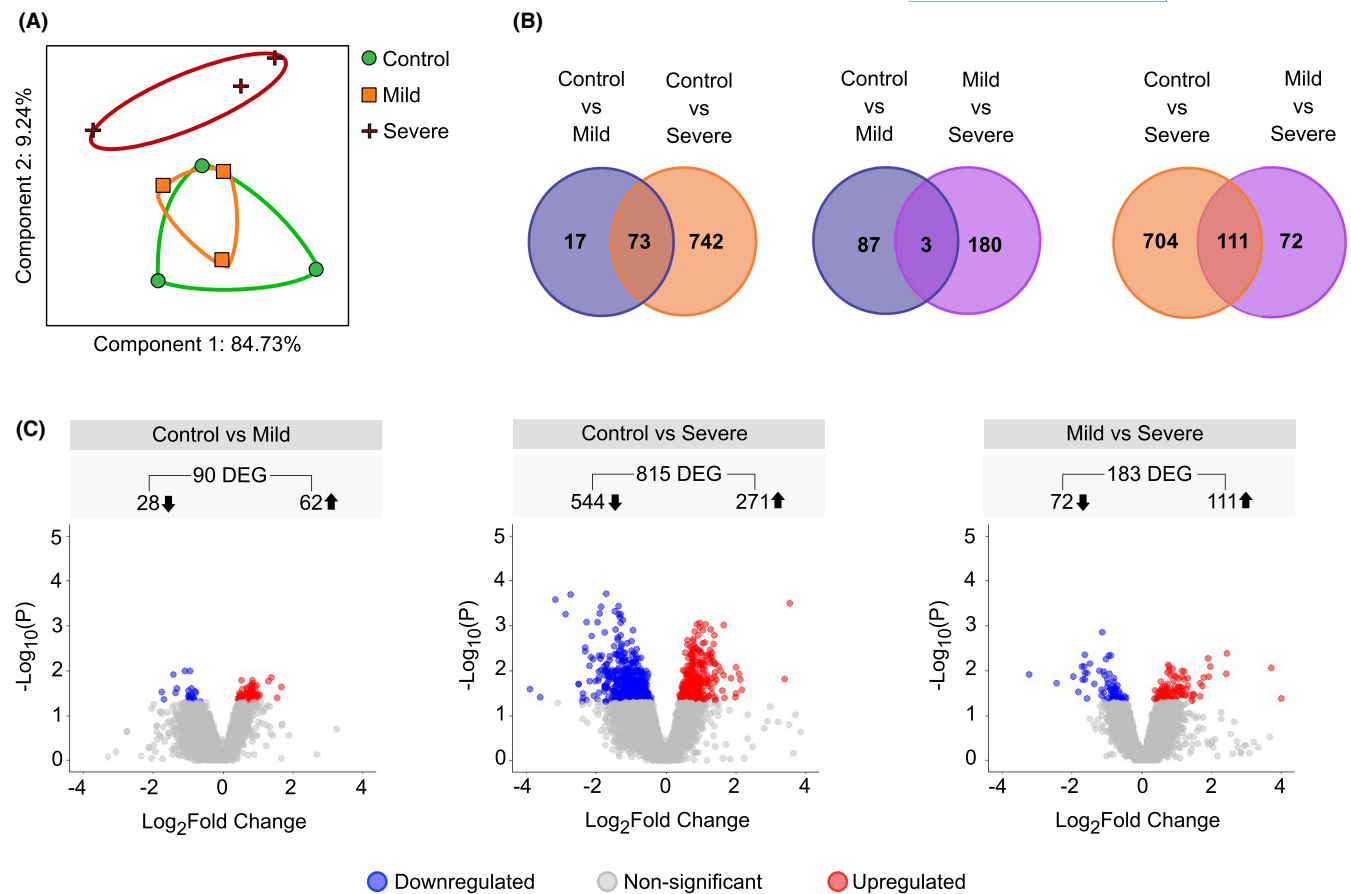 (A)
Control
Mild
Severe
Component 2: 9.24%
Component 1: 84.73%
(B)
Control
vs
Mild
Control
vs
Severe
17
73
742
Control
vs
Mild
Mild
vs
Severe
87
3
180
Control
vs
Severe
Mild
vs
Severe
704
111
72
(C)
Control vs Mild
90 DEG
28
62
5
4
3
2
1
0
-Log10(P)
-4
-2
0
2
4
Log2Fold Change
Control vs Severe
815 DEG
544
271
5
4
3
2
1
0
-Log10(P)
-4
-2
0
2
4
Log2Fold Change
Mild vs Severe
183 DEG
72
111
5
4
3
2
1
0
-Log10(P)
-4
-2
0
2
4
Log2Fold Change
Downregulated
Non-significant
Upregulated